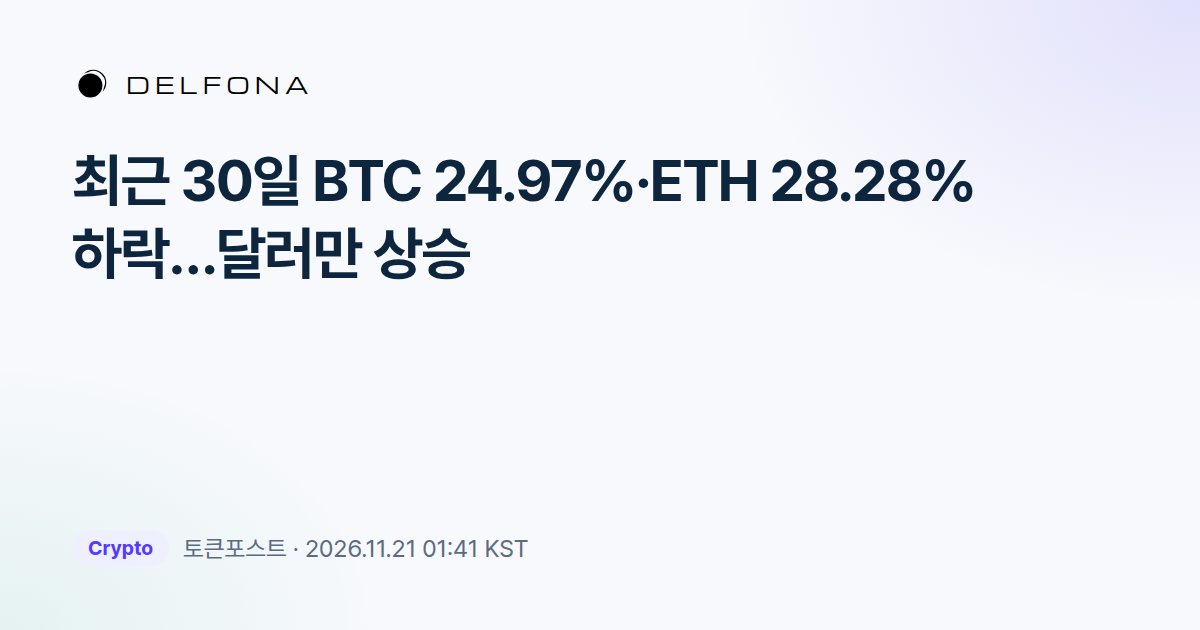 DELFONA
최근 30일 BTC 24.97%·ETH 28.28%
하락...달러만 상승
Crypto 토큰포스트 · 2026.11.21 01:41 KST